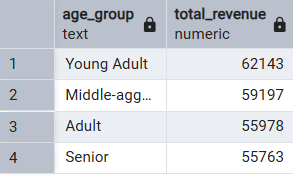 age_group total_revenue
text numeric
1 Young Adult 62143
2 Middle-agg... 59197
3 Adult 55978
4 Senior 55763